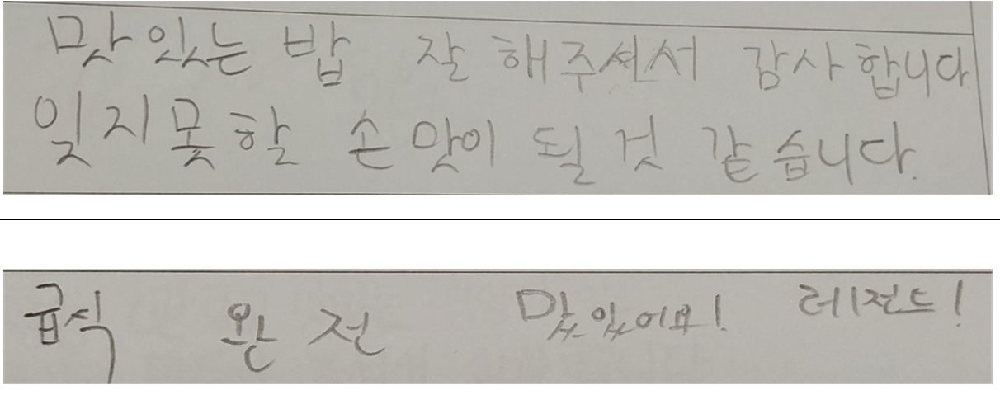 맛있는 밥 잘 해주셔서 감사합니다
잊지못할 손맛이 될것 같습니다.
급식 완전 맜있어요! 레전드!